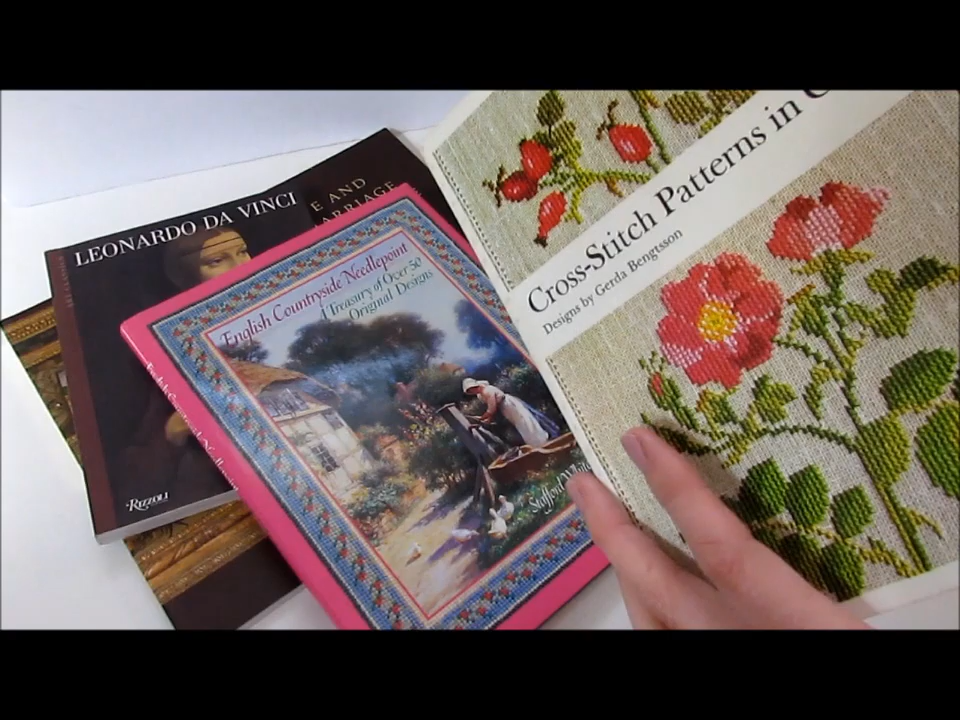 LEONARDO DA VINCI
RIZZOLI
E AND
ARRIAGE
English Countryside Needlepoint
A Treasury of Over 50
Original Designs
Cross-Stitch Patterns in
Designs by Gerda Bengtsson